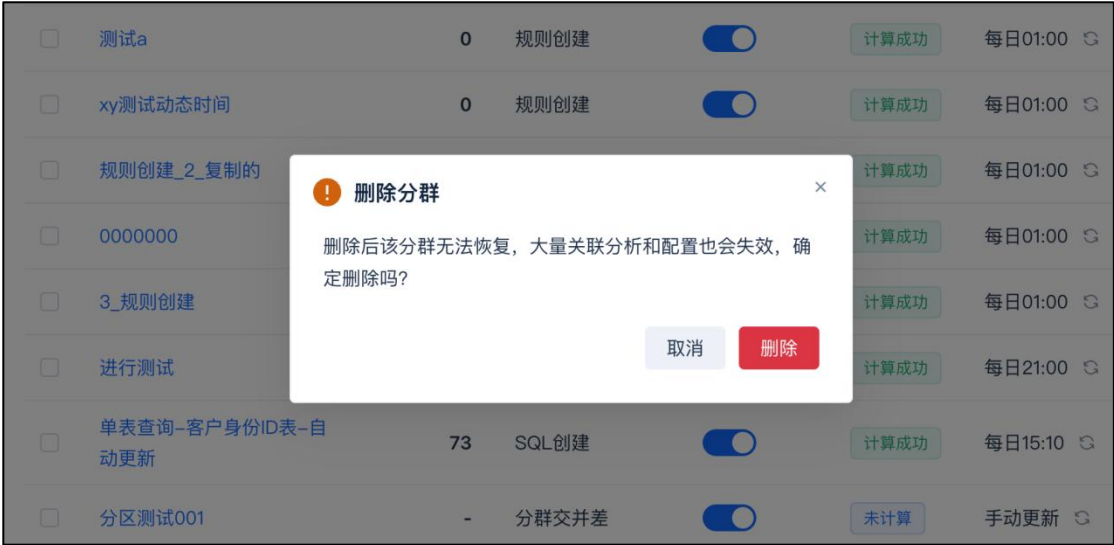 测试a 0 规则创建 计算成功 每日01:00
xy测试动态时间 0 规则创建 计算成功 每日01:00
规则创建_2_复制的 计算成功 每日01:00
删除分群
0000000 计算成功 每日01:00
删除后该分群无法恢复，大量关联分析和配置也会失效，确
定删除吗？
3_规则创建 计算成功 每日01:00
取消 删除
进行测试 计算成功 每日21:00
单表查询-客户身份ID表-自
动更新 73 SQL创建 计算成功 每日15:10
分区测试001 - 分群交并差 未计算 手动更新